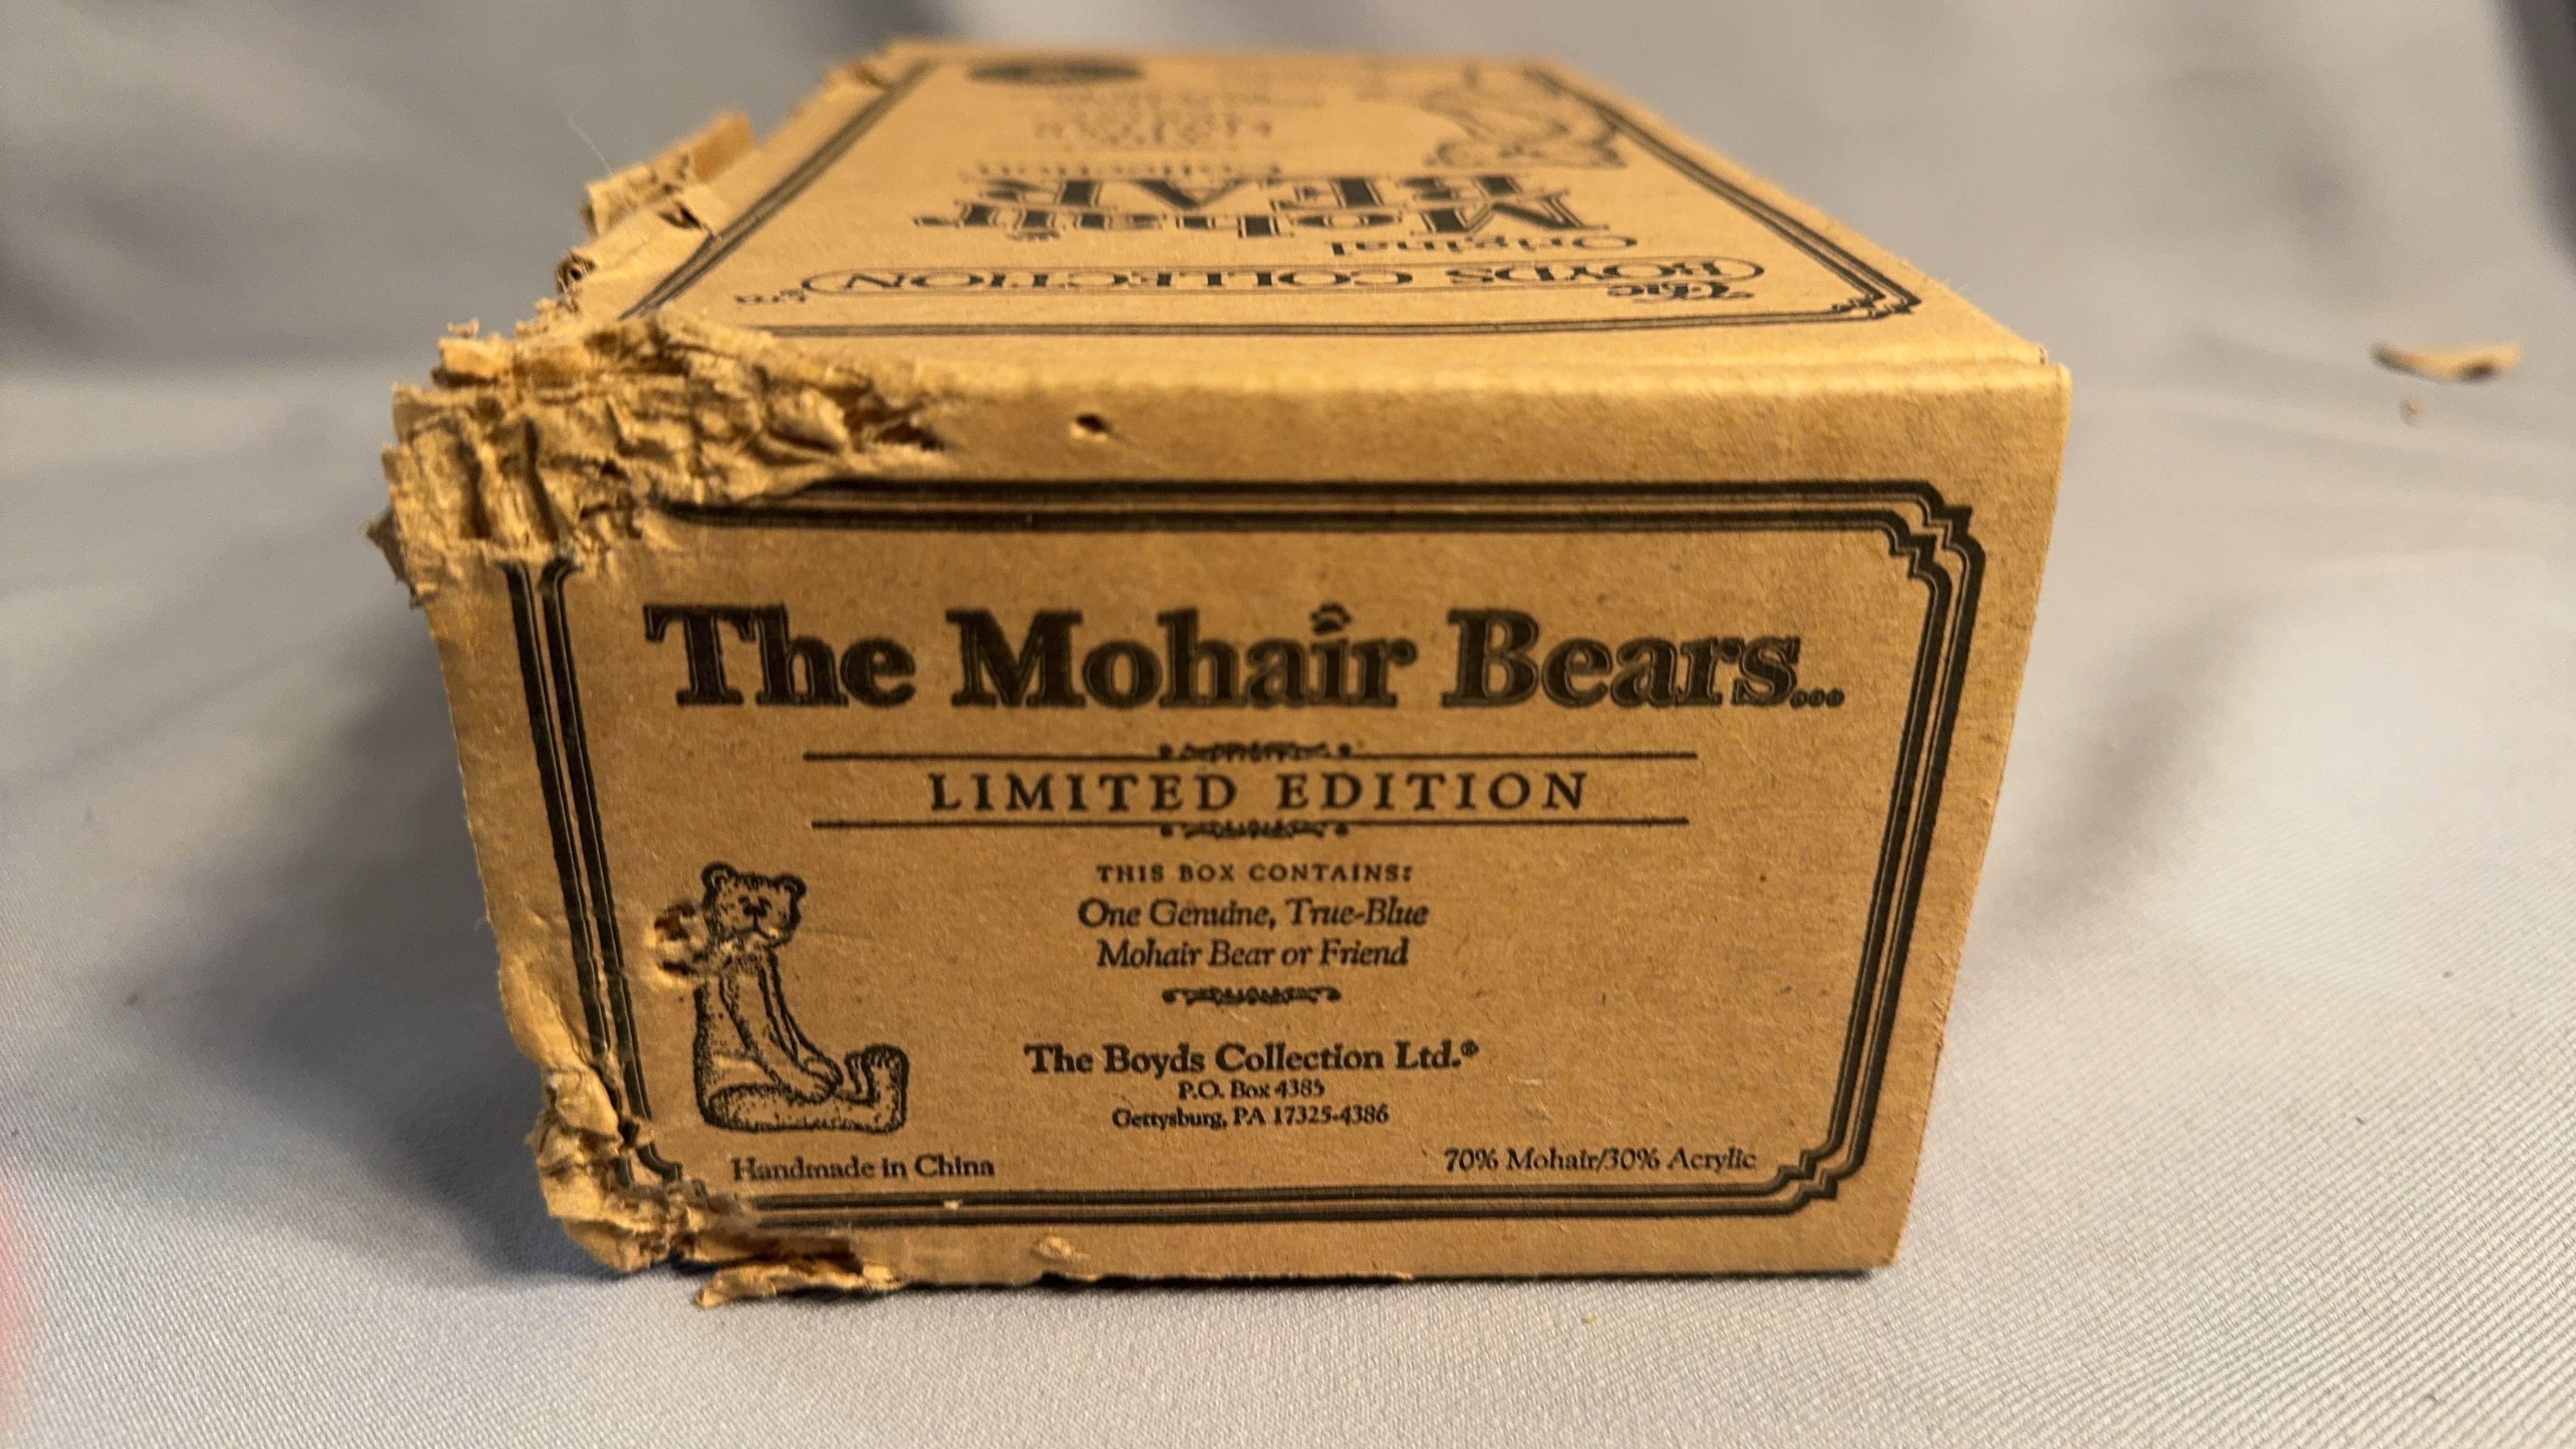 The
BOYDS COLLECTION Ltd.
Original
Mohair
BEAR
Collection
The Mohair Bears...
LIMITED EDITION
THIS BOX CONTAINS:
One Genuine, True-Blue
Mohair Bear or Friend
The Boyds Collection Ltd.®
P.O. Box 4385
Gettysburg, PA 17325-4386
Handmade in China
70% Mohair/30% Acrylic